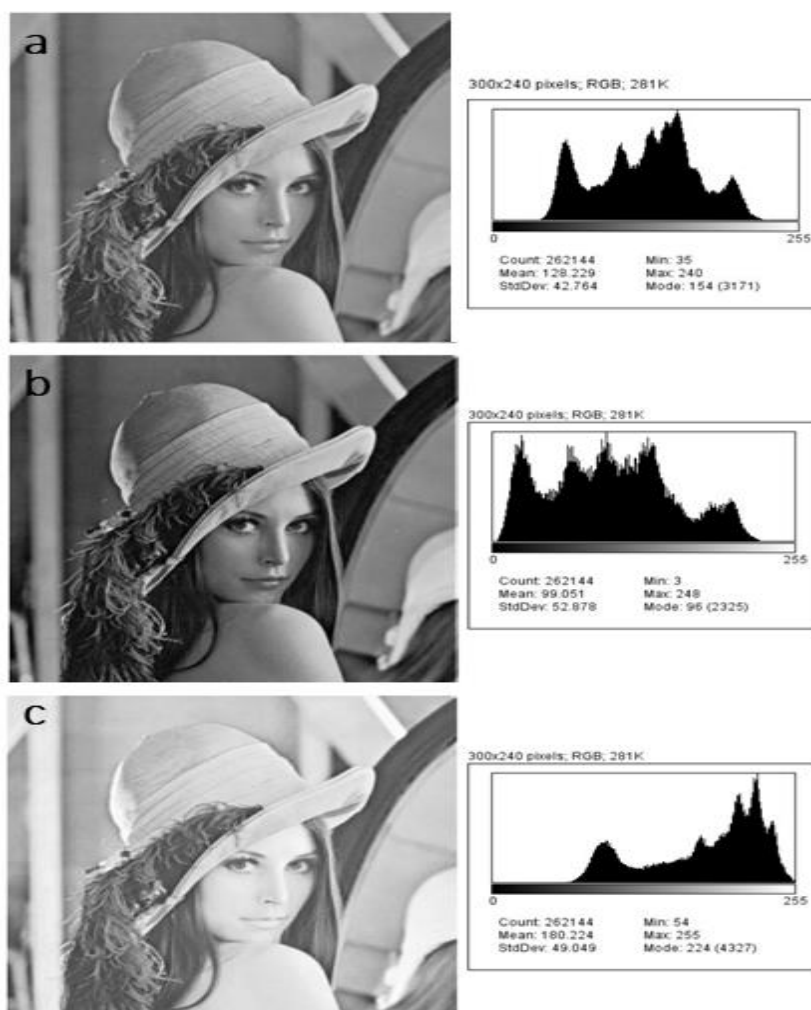 a
300x240 pixels; RGB; 281K
0 255
Count: 262144 Min: 35
Mean: 128.229 Max: 240
StdDev: 42.764 Mode: 154 (3171)
b
300x240 pixels; RGB; 281K
0 255
Count: 262144 Min: 3
Mean: 99.051 Max: 248
StdDev: 52.878 Mode: 96 (2325)
c
300x240 pixels; RGB; 281K
0 255
Count: 262144 Min: 54
Mean: 180.224 Max: 255
StdDev: 49.049 Mode: 224 (4327)